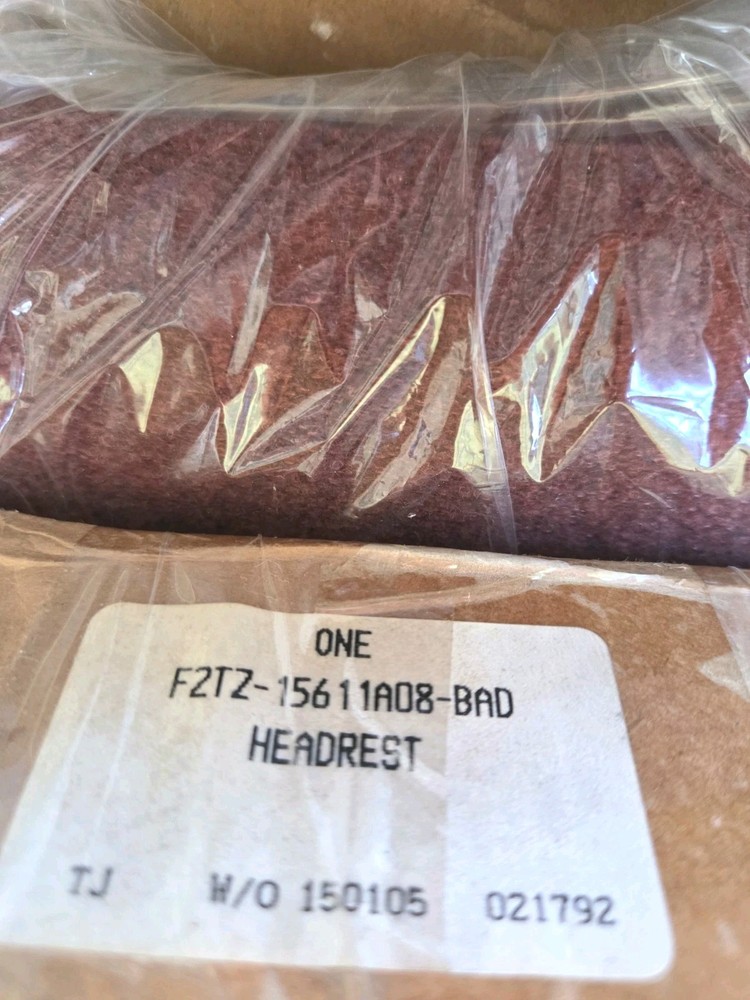 ONE
F2TZ-15611A08-BAD
HEADREST
TJ W/O 150105 021792